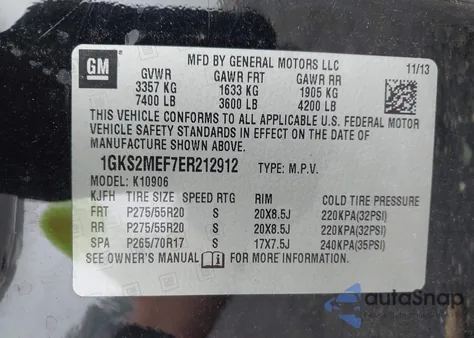 GM MFD BY GENERAL MOTORS LLC 11/13
GVWR GAWR FRT GAWR RR
3357 KG 1633 KG 1905 KG
7400 LB 3600 LB 4200 LB
THIS VEHICLE CONFORMS TO ALL APPLICABLE U.S. FEDERAL MOTOR
VEHICLE SAFETY, BUMPER, AND THEFT PREVENTION STANDARDS IN
EFFECT ON THE DATE OF MANUFACTURE SHOWN ABOVE.
1GKS2MEF7ER212912 TYPE: M.P.V.
MODEL: K10906
KJFH TIRE SIZE SPEED RTG RIM COLD TIRE PRESSURE
FRT P275/55R20 S 20X8.5J 220KPA(32PSI)
RR P275/55R20 S 20X8.5J 220KPA(32PSI)
SPA P265/70R17 S 17X7.5J 240KPA(35PSI)
SEE OWNER'S MANUAL FOR MORE INFORMATION
autoSnap